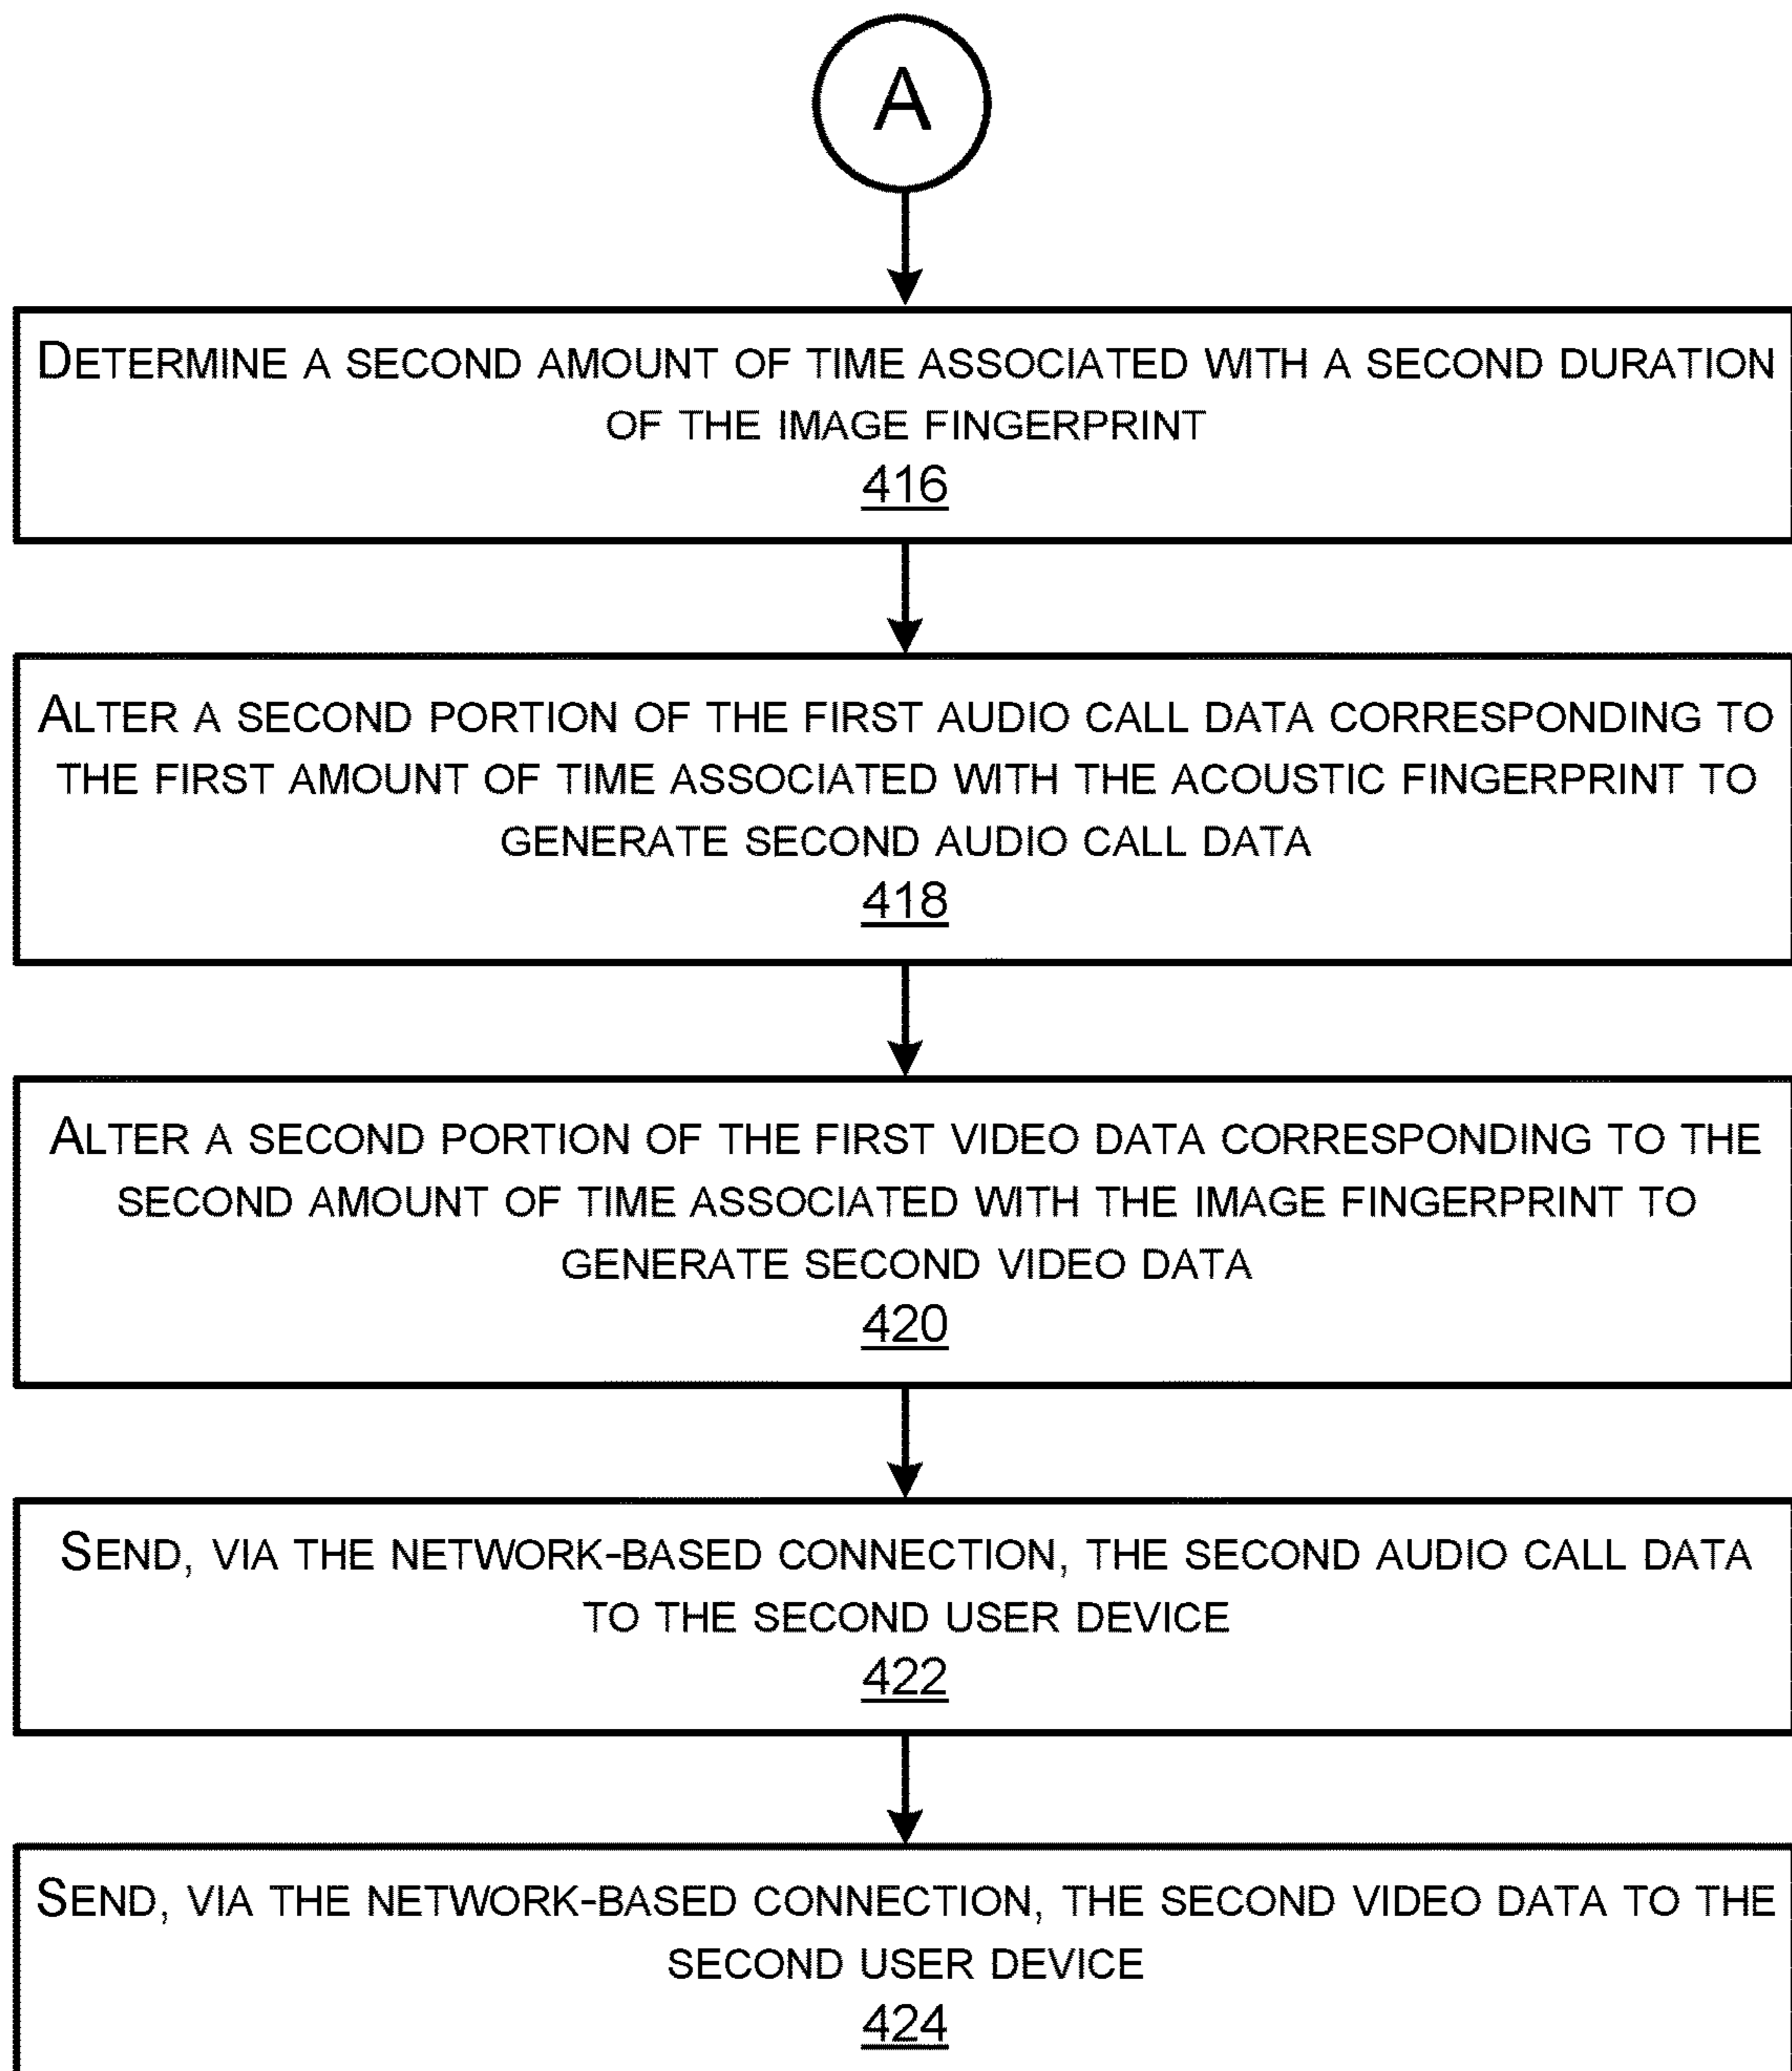 A
DETERMINE A SECOND AMOUNT OF TIME ASSOCIATED WITH A SECOND DURATION
OF THE IMAGE FINGERPRINT
416
ALTER A SECOND PORTION OF THE FIRST AUDIO CALL DATA CORRESPONDING TO
THE FIRST AMOUNT OF TIME ASSOCIATED WITH THE ACOUSTIC FINGERPRINT TO
GENERATE SECOND AUDIO CALL DATA
418
ALTER A SECOND PORTION OF THE FIRST VIDEO DATA CORRESPONDING TO THE
SECOND AMOUNT OF TIME ASSOCIATED WITH THE IMAGE FINGERPRINT TO
GENERATE SECOND VIDEO DATA
420
SEND, VIA THE NETWORK-BASED CONNECTION, THE SECOND AUDIO CALL DATA
TO THE SECOND USER DEVICE
422
SEND, VIA THE NETWORK-BASED CONNECTION, THE SECOND VIDEO DATA TO THE
SECOND USER DEVICE
424